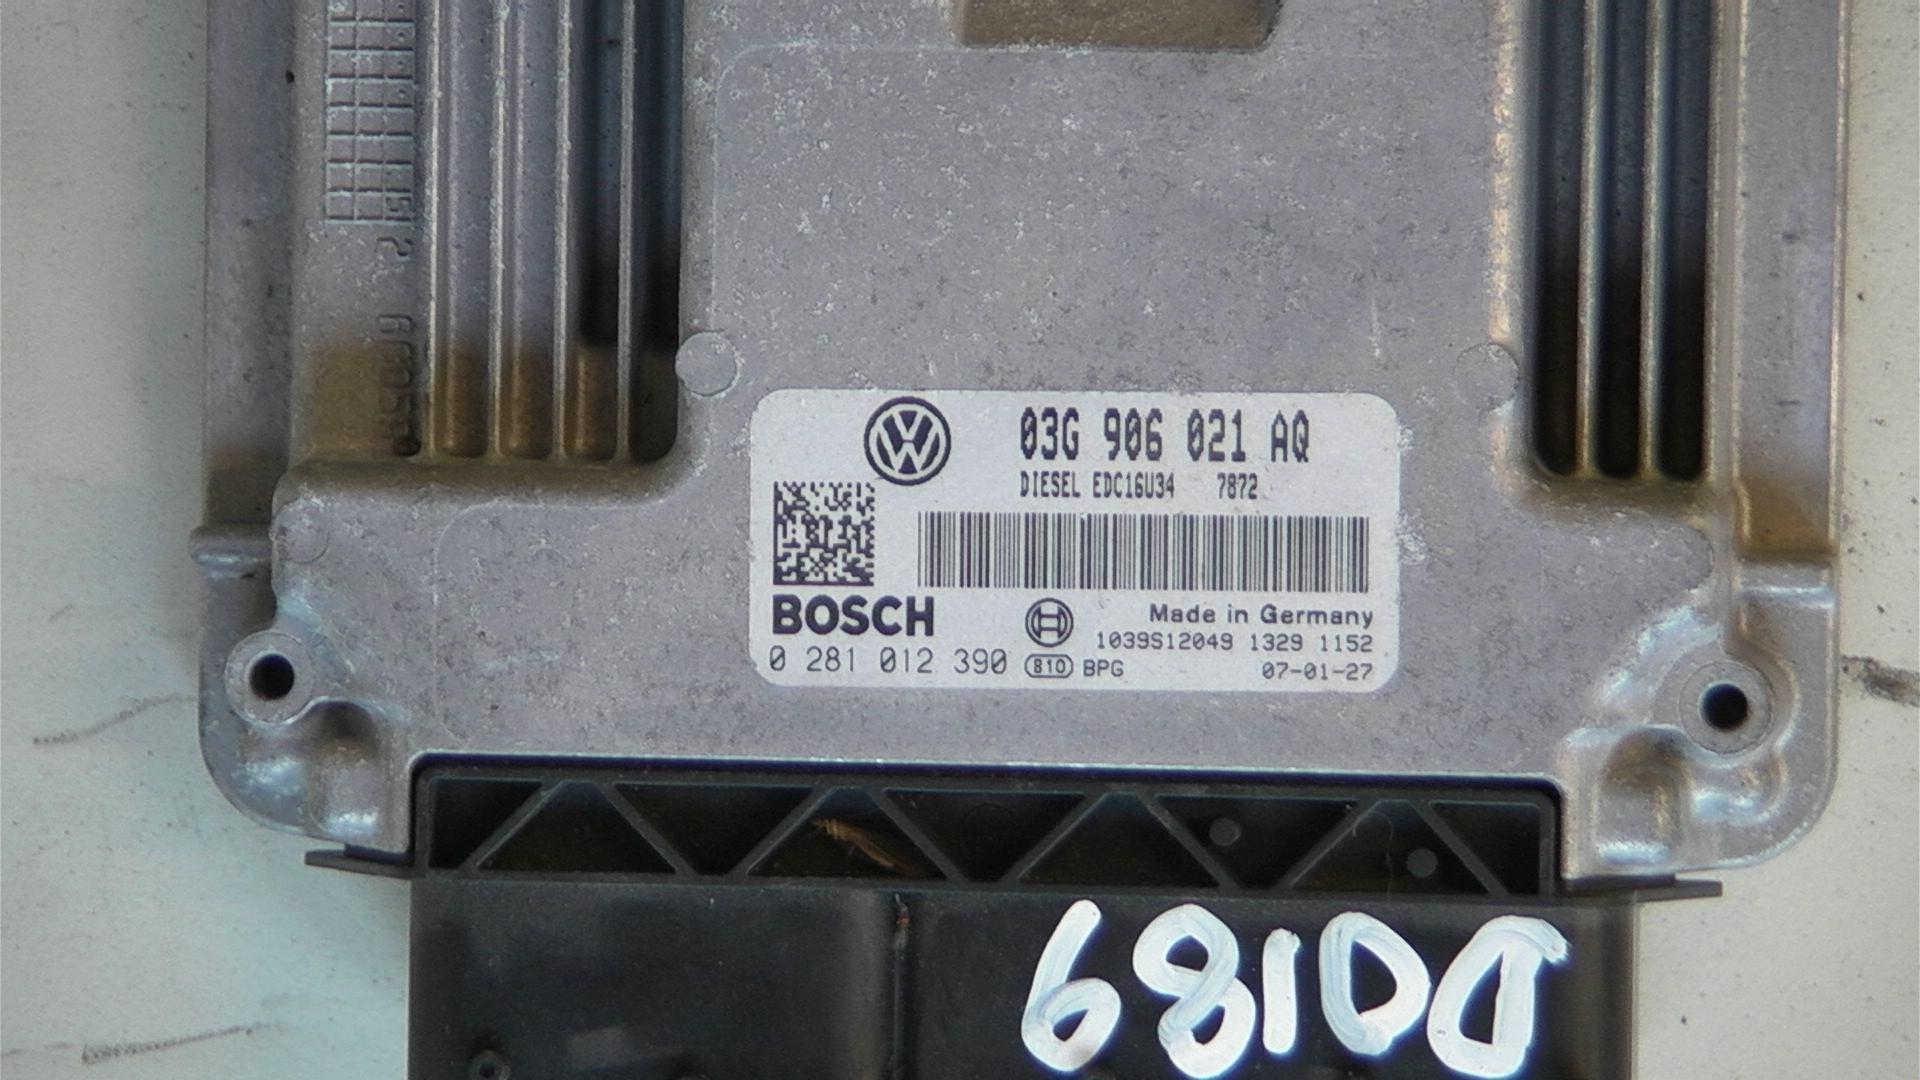 03G 906 021 AQ
DIESEL EDC16U34 7872
BOSCH
Made in Germany
1039S12049 1329 1152
0 281 012 390 810 BPG 07-01-27